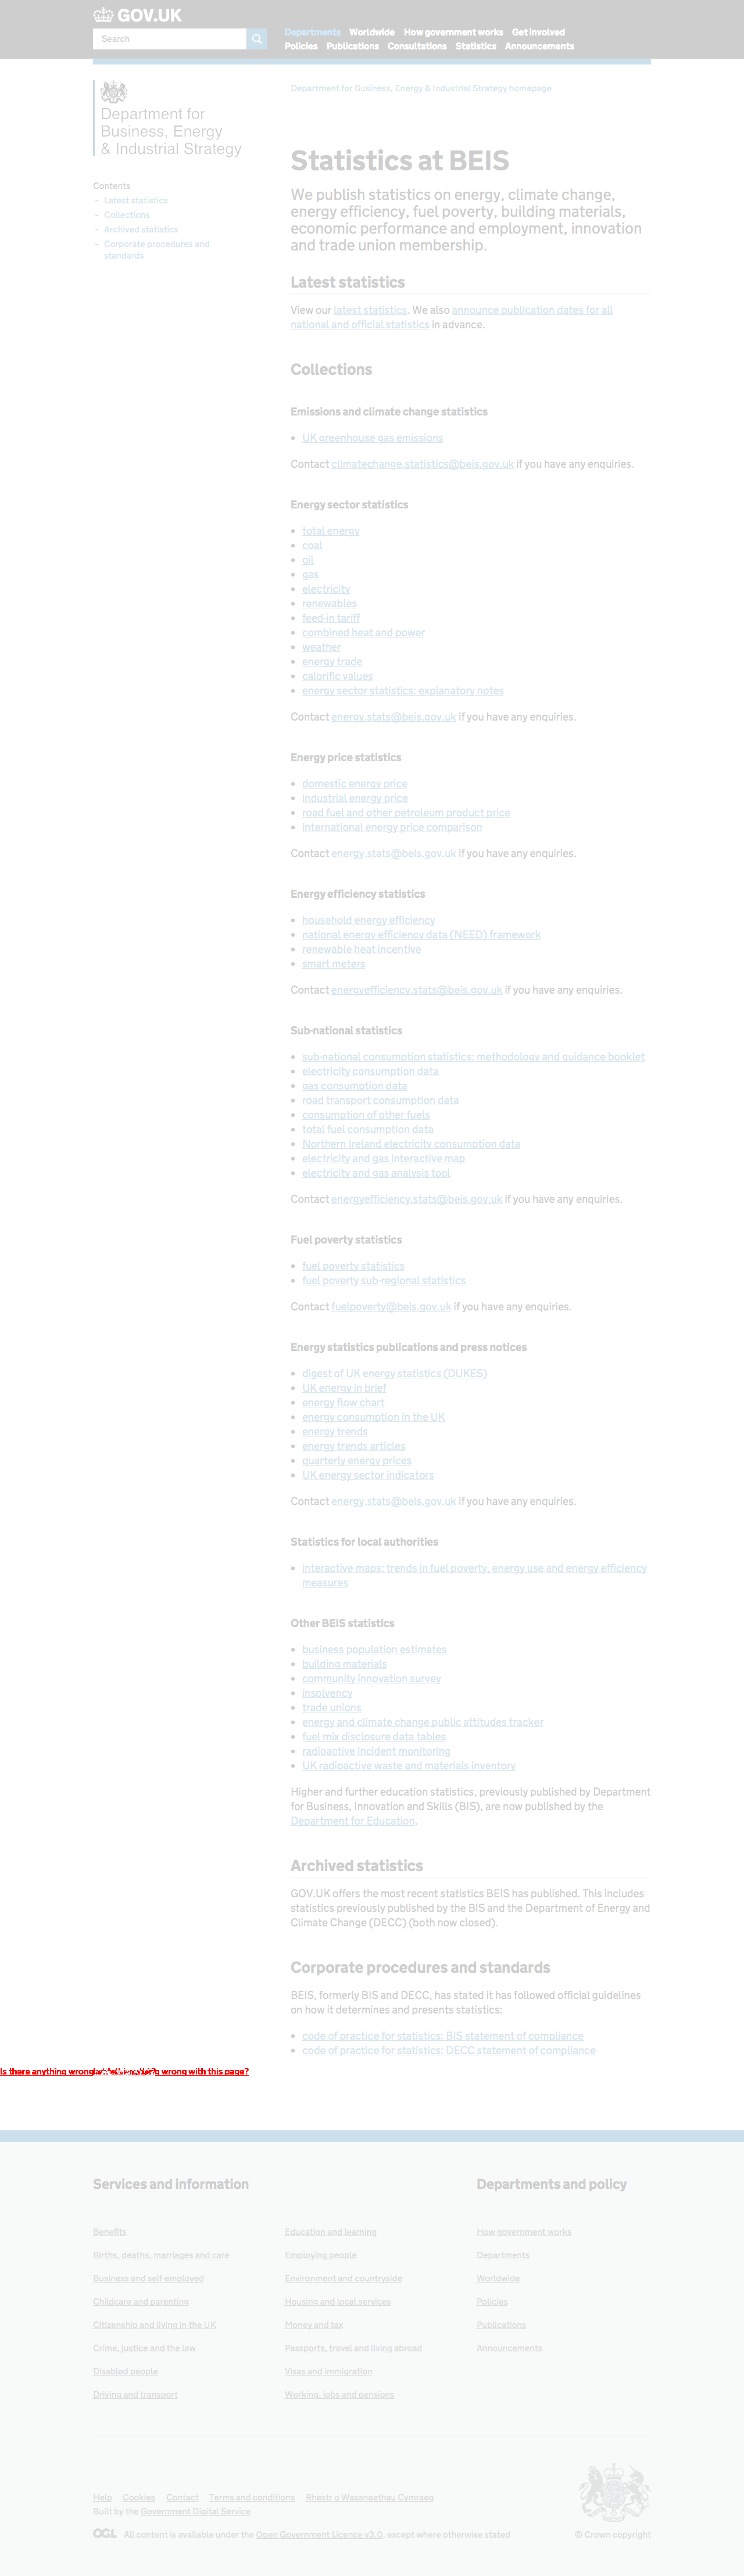 GOV.UK
Search
Departments Worldwide How government works Get involved
Policies Publications Consultations Statistics Announcements
Department for
Business, Energy
& Industrial Strategy
Department for Business, Energy & Industrial Strategy homepage
Contents
- Latest statistics
- Collections
- Archived statistics
- Corporate procedures and
standards
Statistics at BEIS
We publish statistics on energy, climate change,
energy efficiency, fuel poverty, building materials,
economic performance and employment, innovation
and trade union membership.
Latest statistics
View our latest statistics. We also announce publication dates for all
national and official statistics in advance.
Collections
Emissions and climate change statistics
• UK greenhouse gas emissions
Contact climatechange.statistics@beis.gov.uk if you have any enquiries.
Energy sector statistics
• total energy
• coal
• oil
• gas
• electricity
• renewables
• feed-in tariff
• combined heat and power
• weather
• energy trade
• calorific values
• energy sector statistics: explanatory notes
Contact energy.stats@beis.gov.uk if you have any enquiries.
Energy price statistics
• domestic energy price
• industrial energy price
• road fuel and other petroleum product price
• international energy price comparison
Contact energy.stats@beis.gov.uk if you have any enquiries.
Energy efficiency statistics
• household energy efficiency
• national energy efficiency data (NEED) framework
• renewable heat incentive
• smart meters
Contact energyefficiency.stats@beis.gov.uk if you have any enquiries.
Sub-national statistics
• sub-national consumption statistics: methodology and guidance booklet
• electricity consumption data
• gas consumption data
• road transport consumption data
• consumption of other fuels
• total fuel consumption data
• Northern Ireland electricity consumption data
• electricity and gas interactive map
• electricity and gas analysis tool
Contact energyefficiency.stats@beis.gov.uk if you have any enquiries.
Fuel poverty statistics
• fuel poverty statistics
• fuel poverty sub-regional statistics
Contact fuelpoverty@beis.gov.uk if you have any enquiries.
Energy statistics publications and press notices
• digest of UK energy statistics (DUKES)
• UK energy in brief
• energy flow chart
• energy consumption in the UK
• energy trends
• energy trends articles
• quarterly energy prices
• UK energy sector indicators
Contact energy.stats@beis.gov.uk if you have any enquiries.
Statistics for local authorities
• interactive maps: trends in fuel poverty, energy use and energy efficiency
measures
Other BEIS statistics
• business population estimates
• building materials
• community innovation survey
• insolvency
• trade unions
• energy and climate change public attitudes tracker
• fuel mix disclosure data tables
• radioactive incident monitoring
• UK radioactive waste and materials inventory
Higher and further education statistics, previously published by Department
for Business, Innovation and Skills (BIS), are now published by the
Department for Education.
Archived statistics
GOV.UK offers the most recent statistics BEIS has published. This includes
statistics previously published by the BIS and the Department of Energy and
Climate Change (DECC) (both now closed).
Corporate procedures and standards
BEIS, formerly BIS and DECC, has stated it has followed official guidelines
on how it determines and presents statistics:
• code of practice for statistics: BIS statement of compliance
• code of practice for statistics: DECC statement of compliance
Is there anything wrong wrong with this page?
Services and information
Benefits
Births, deaths, marriages and care
Business and self-employed
Childcare and parenting
Citizenship and living in the UK
Crime, justice and the law
Disabled people
Driving and transport
Education and learning
Employing people
Environment and countryside
Housing and local services
Money and tax
Passports, travel and living abroad
Visas and immigration
Working, jobs and pensions
Departments and policy
How government works
Departments
Worldwide
Policies
Publications
Announcements
Help Cookies Contact Terms and conditions Rhestr o Wasanaethau Cymraeg
Built by the Government Digital Service
OGL All content is available under the Open Government Licence v3.0, except where otherwise stated
© Crown copyright